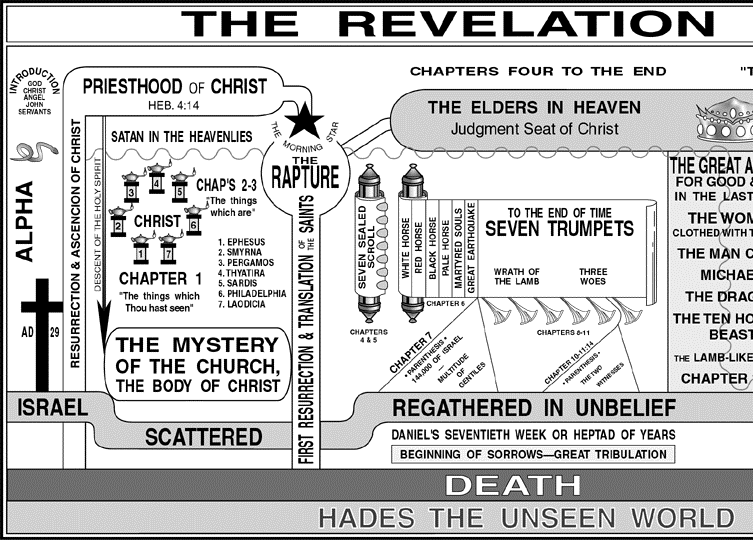 THE REVELATION
INTRODUCTION
GOD
CHRIST
ANGEL
JOHN
SERVANTS
ALPHA
AD 29
RESURRECTION & ASCENCION OF CHRIST
PRIESTHOOD OF CHRIST
HEB. 4:14
SATAN IN THE HEAVENLIES
DESCENT OF THE HOLY SPIRIT
3
4
5
2
6
1
7
CHRIST
CHAP'S 2-3
"The things
which are"
CHAPTER 1
"The things which
Thou hast seen"
1. EPHESUS
2. SMYRNA
3. PERGAMOS
4. THYATIRA
5. SARDIS
6. PHILADELPHIA
7. LAODICIA
THE MYSTERY
OF THE CHURCH,
THE BODY OF CHRIST
THE MORNING STAR
THE
RAPTURE
FIRST RESURRECTION & TRANSLATION OF THE SAINTS
CHAPTERS FOUR TO THE END
"T
THE ELDERS IN HEAVEN
Judgment Seat of Christ
SEVEN SEALED
SCROLL
CHAPTERS
4 & 5
WHITE HORSE
RED HORSE
BLACK HORSE
PALE HORSE
MARTYRED SOULS
GREAT EARTHQUAKE
CHAPTER 6
TO THE END OF TIME
SEVEN TRUMPETS
WRATH OF
THE LAMB
THREE
WOES
CHAPTERS 8-11
CHAPTER 7
• PARENTHESIS •
144,000 OF ISRAEL
—
MULTITUDE
OF
GENTILES
CHAPTER 10-11:14
• PARENTHESIS •
THE TWO
WITNESSES
THE GREAT A
FOR GOOD &
IN THE LAST
THE WOM
CLOTHED WITH T
THE MAN C
MICHAE
THE DRAG
THE TEN HO
BEAST
THE LAMB-LIKE
CHAPTER
ISRAEL
SCATTERED
REGATHERED IN UNBELIEF
DANIEL'S SEVENTIETH WEEK OR HEPTAD OF YEARS
BEGINNING OF SORROWS—GREAT TRIBULATION
DEATH
HADES THE UNSEEN WORLD